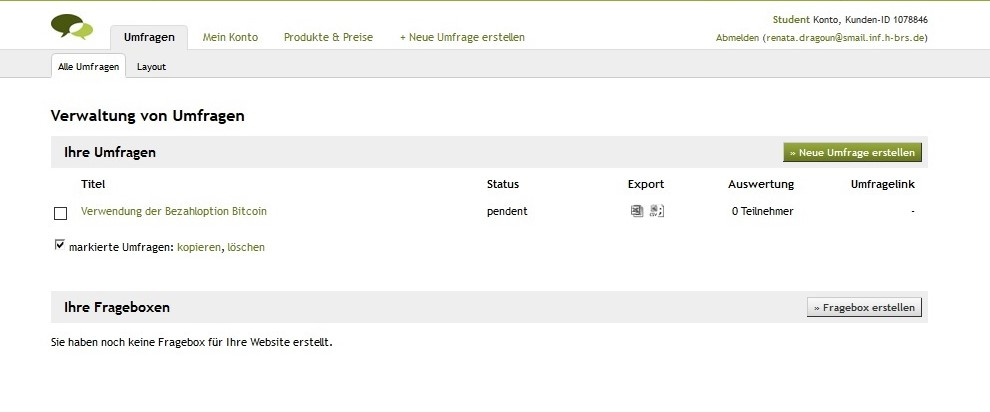 Student Konto, Kunden-ID 1078846
Umfragen Mein Konto Produkte & Preise + Neue Umfrage erstellen
Abmelden (renata.dragoun@smail.inf.h-brs.de)
Alle Umfragen Layout
Verwaltung von Umfragen
Ihre Umfragen » Neue Umfrage erstellen
Titel Status Export Auswertung Umfragelink
Verwendung der Bezahloption Bitcoin pendent 0 Teilnehmer -
markierte Umfragen: kopieren, löschen
Ihre Frageboxen » Fragebox erstellen
Sie haben noch keine Fragebox für Ihre Website erstellt.